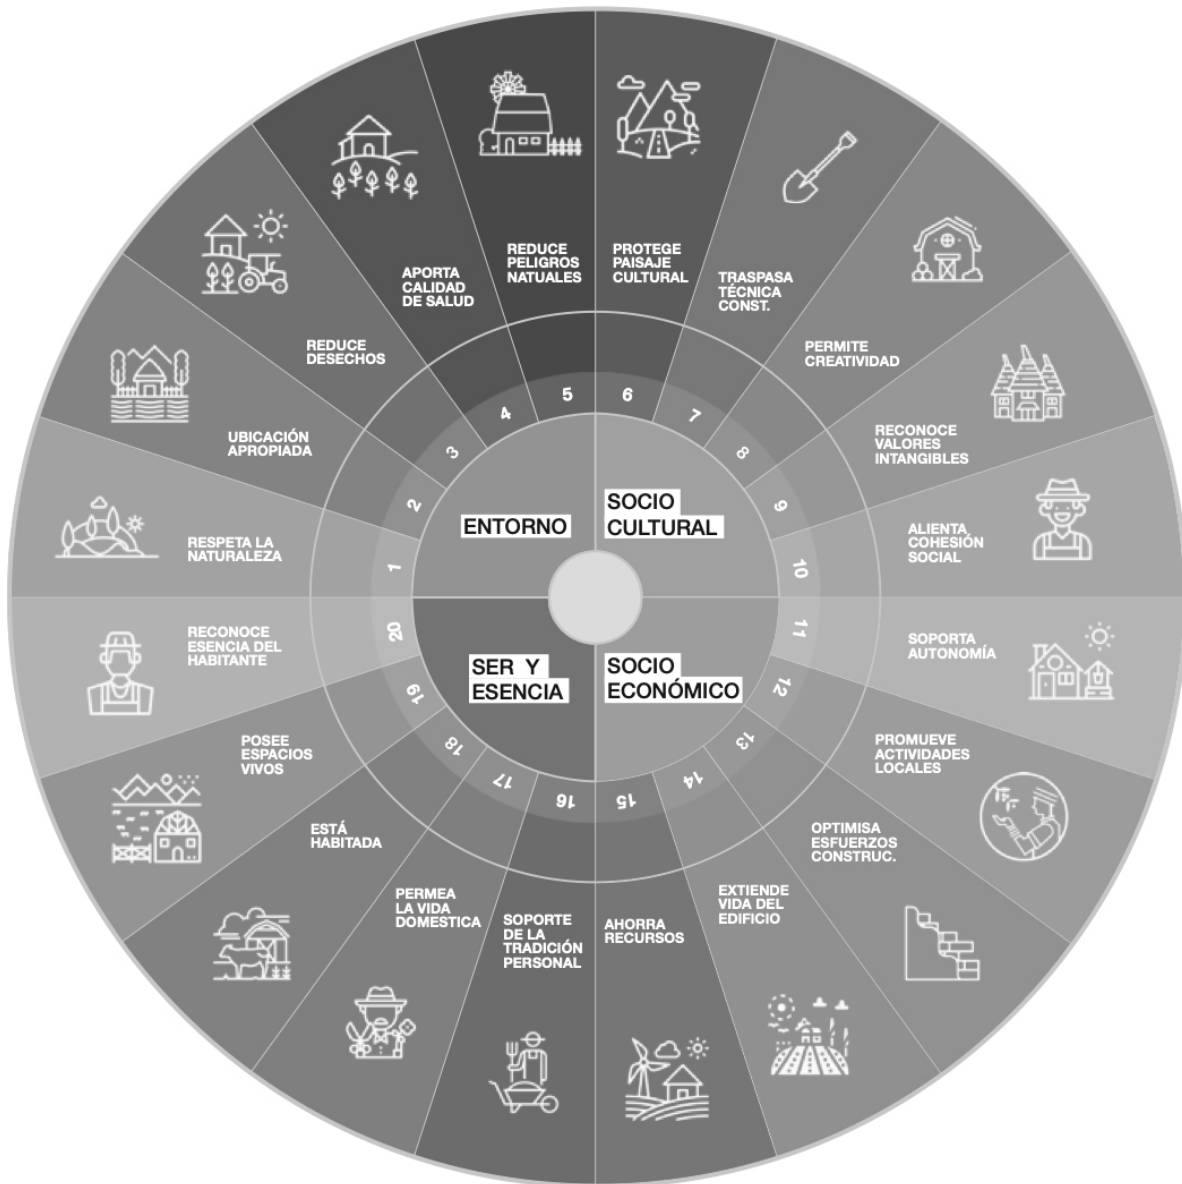 REDUCE
PELIGROS
NATUALES
PROTEGE
PAISAJE
CULTURAL
APORTA
CALIDAD
DE SALUD
TRASPASA
TÉCNICA
CONST.
REDUCE
DESECHOS
PERMITE
CREATIVIDAD
UBICACIÓN
APROPIADA
RECONOCE
VALORES
INTANGIBLES
RESPETA LA
NATURALEZA
ALIENTA
COHESIÓN
SOCIAL
1
2
3
4
5
6
7
8
9
10
ENTORNO
SOCIO
CULTURAL
SER Y
ESENCIA
SOCIO
ECONÓMICO
20
19
18
17
16
15
14
13
12
11
RECONOCE
ESENCIA DEL
HABITANTE
SOPORTA
AUTONOMÍA
POSEE
ESPACIOS
VIVOS
PROMUEVE
ACTIVIDADES
LOCALES
ESTÁ
HABITADA
OPTIMISA
ESFUERZOS
CONSTRUC.
PERMEA
LA VIDA
DOMESTICA
EXTIENDE
VIDA DEL
EDIFICIO
SOPORTE
DE LA
TRADICIÓN
PERSONAL
AHORRA
RECURSOS